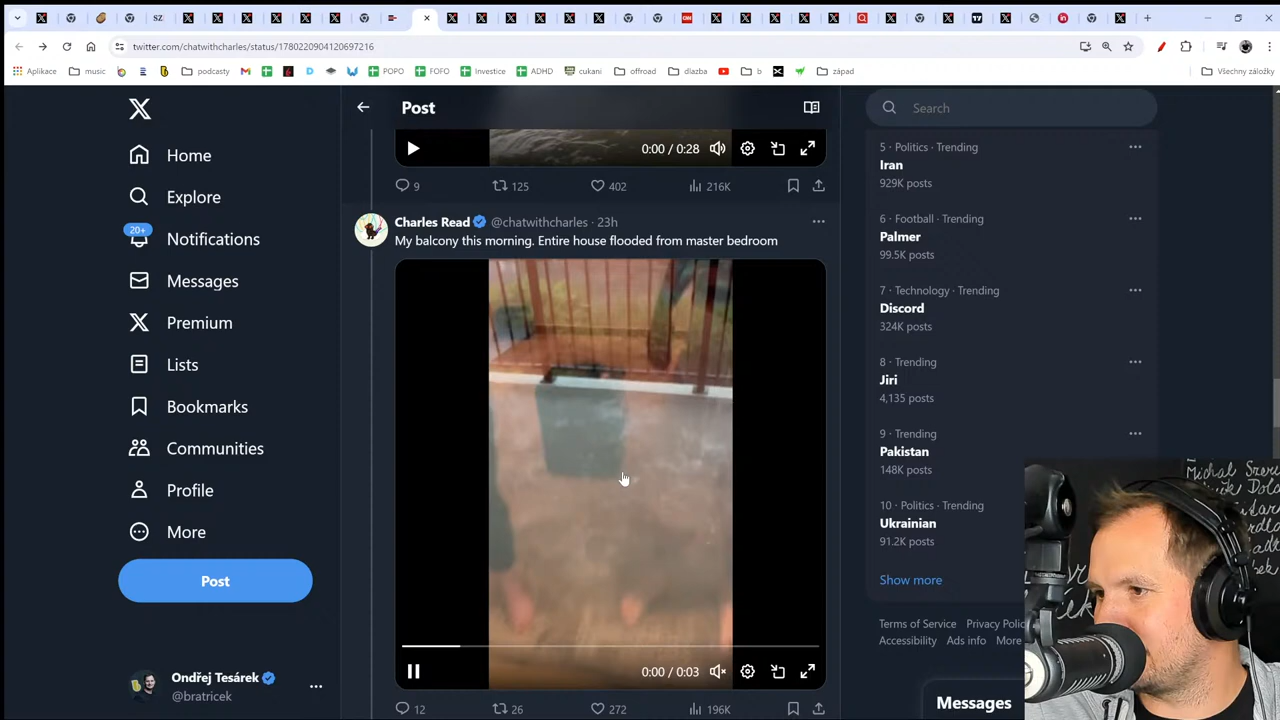 twitter.com/chatwithcharles/status/1780220904120697216
Aplikace
music
podcasty
POPO
FOFO
Investice
ADHD
cukani
offroad
dlazba
b
západ
Všechny záložky
Home
Explore
20+
Notifications
Messages
Premium
Lists
Bookmarks
Communities
Profile
More
Post
Ondřej Tesárek
@bratricek
Post
0:00 / 0:28
9 125 402 216K
Charles Read @chatwithcharles · 23h
My balcony this morning. Entire house flooded from master bedroom
0:00 / 0:03
12 26 272 196K
Search
5 · Politics · Trending
Iran
929K posts
6 · Football · Trending
Palmer
99.5K posts
7 · Technology · Trending
Discord
324K posts
8 · Trending
Jiri
4,135 posts
9 · Trending
Pakistan
148K posts
10 · Politics · Trending
Ukrainian
91.2K posts
Show more
Terms of Service Privacy
Accessibility Ads info More
Messages
Michal